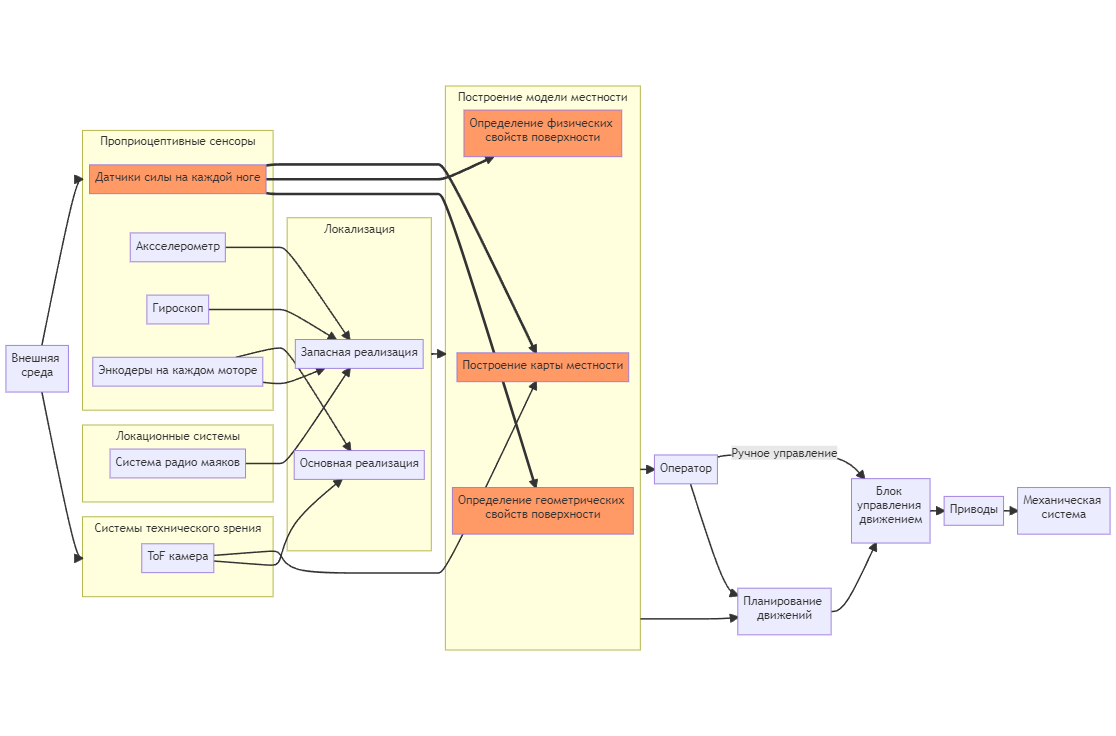 Построение модели местности
Определение физических
свойств поверхности
Проприоцептивные сенсоры
Датчики силы на каждой ноге
Аксселерометр
Гироскоп
Энкодеры на каждом моторе
Локализация
Запасная реализация
Основная реализация
Построение карты местности
Определение геометрических
свойств поверхности
Внешняя
среда
Локационные системы
Система радио маяков
Системы технического зрения
ToF камера
Оператор
Ручное управление
Планирование
движений
Блок
управления
движением
Приводы
Механическая
система